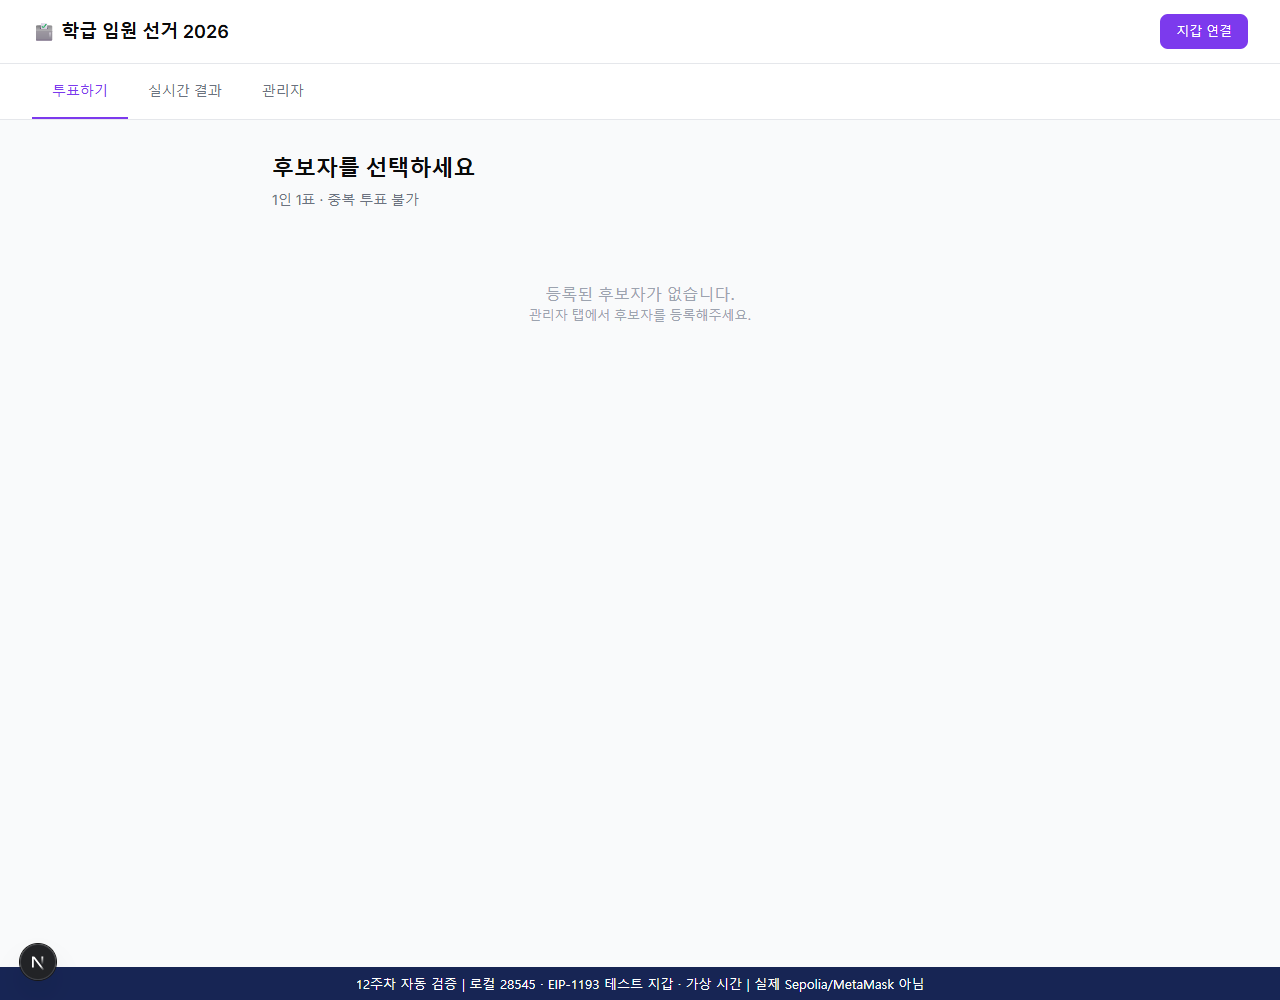 학급 임원 선거 2026
지갑 연결
투표하기
실시간 결과
관리자
후보자를 선택하세요
1인 1표 · 중복 투표 불가
등록된 후보자가 없습니다.
관리자 탭에서 후보자를 등록해주세요.
N
12주차 자동 검증 | 로컬 28545 · EIP-1193 테스트 지갑 · 가상 시간 | 실제 Sepolia/MetaMask 아님